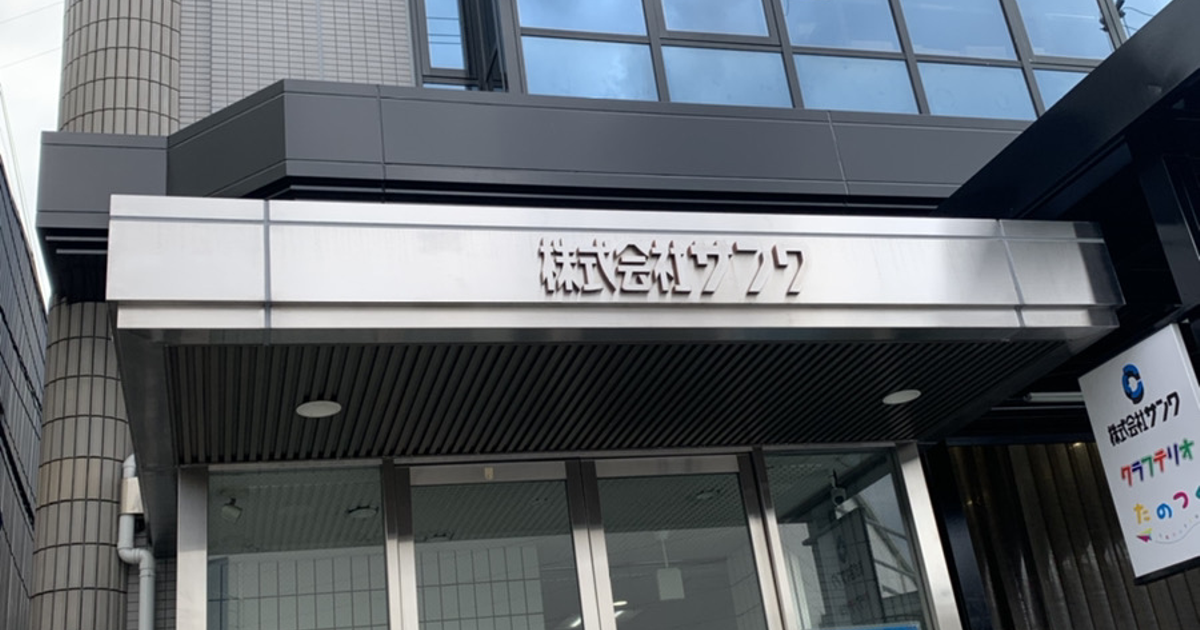 株式会社サンワ
株式会社サンワ
クラフテリオ
たのつく